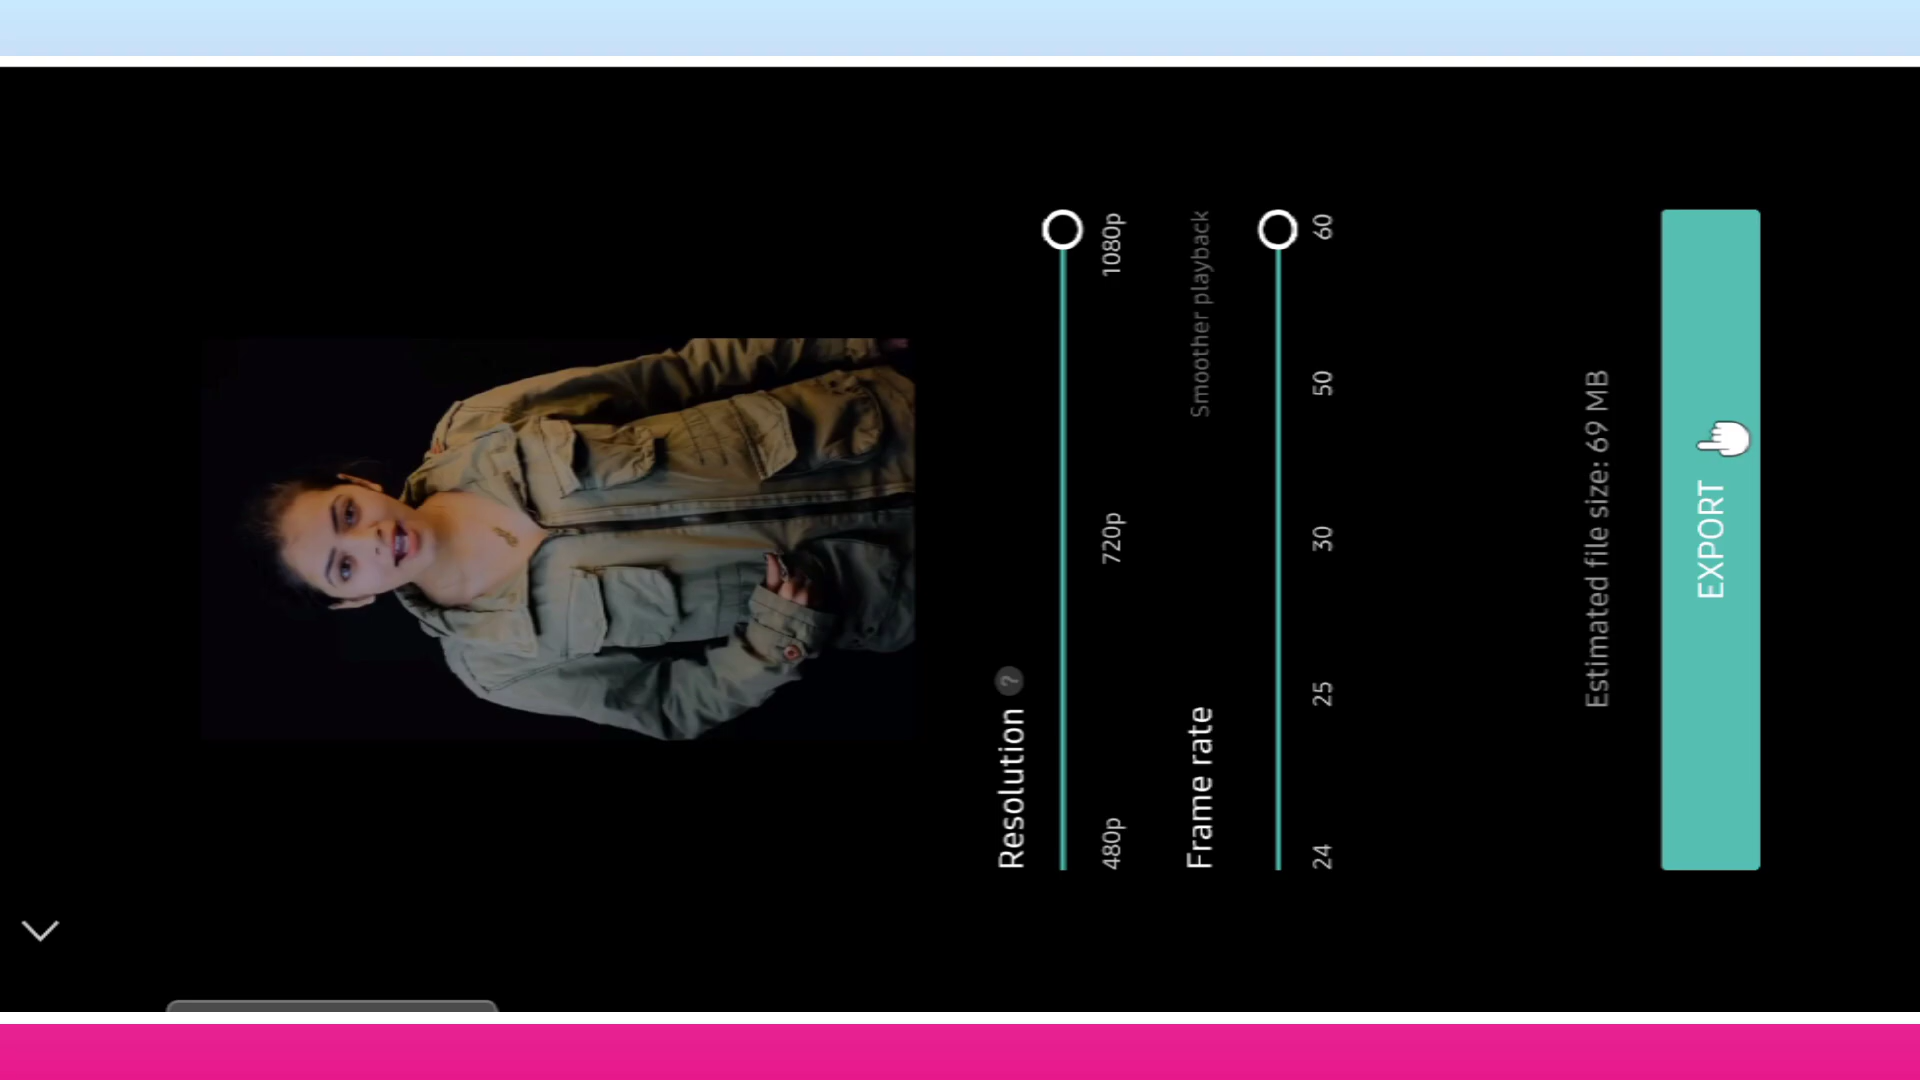 Resolution ?
480p 720p 1080p
Frame rate Smoother playback
24 25 30 50 60
Estimated file size: 69 MB
EXPORT